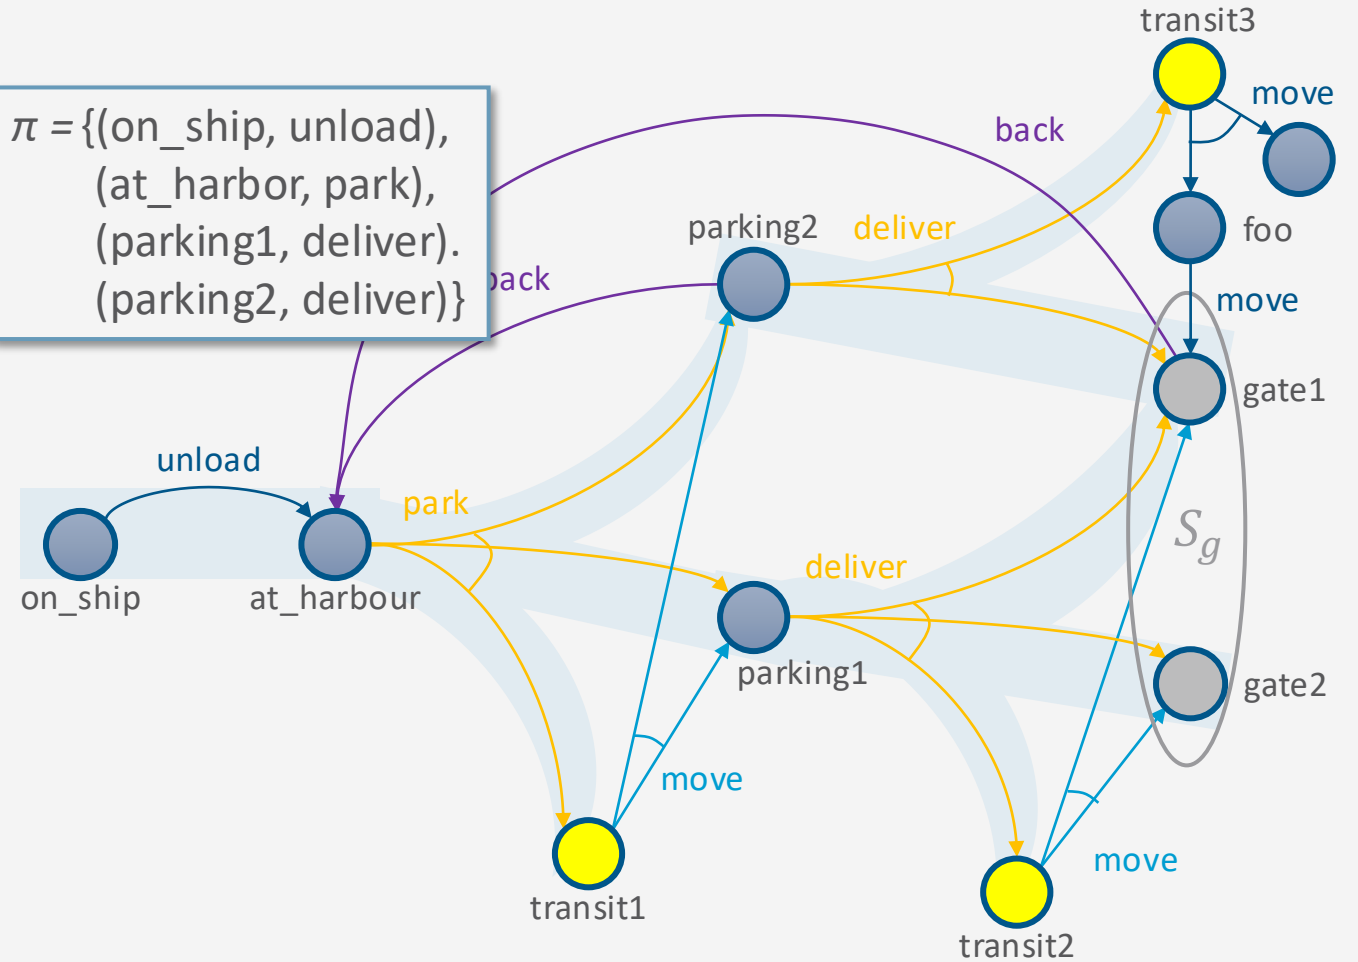 transit3
move
π = {(on_ship, unload),
(at_harbor, park),
(parking1, deliver).
(parking2, deliver)}
back
parking2
deliver
foo
back
move
gate1
unload
park
S_g
deliver
on_ship
at_harbour
parking1
gate2
move
move
transit1
transit2